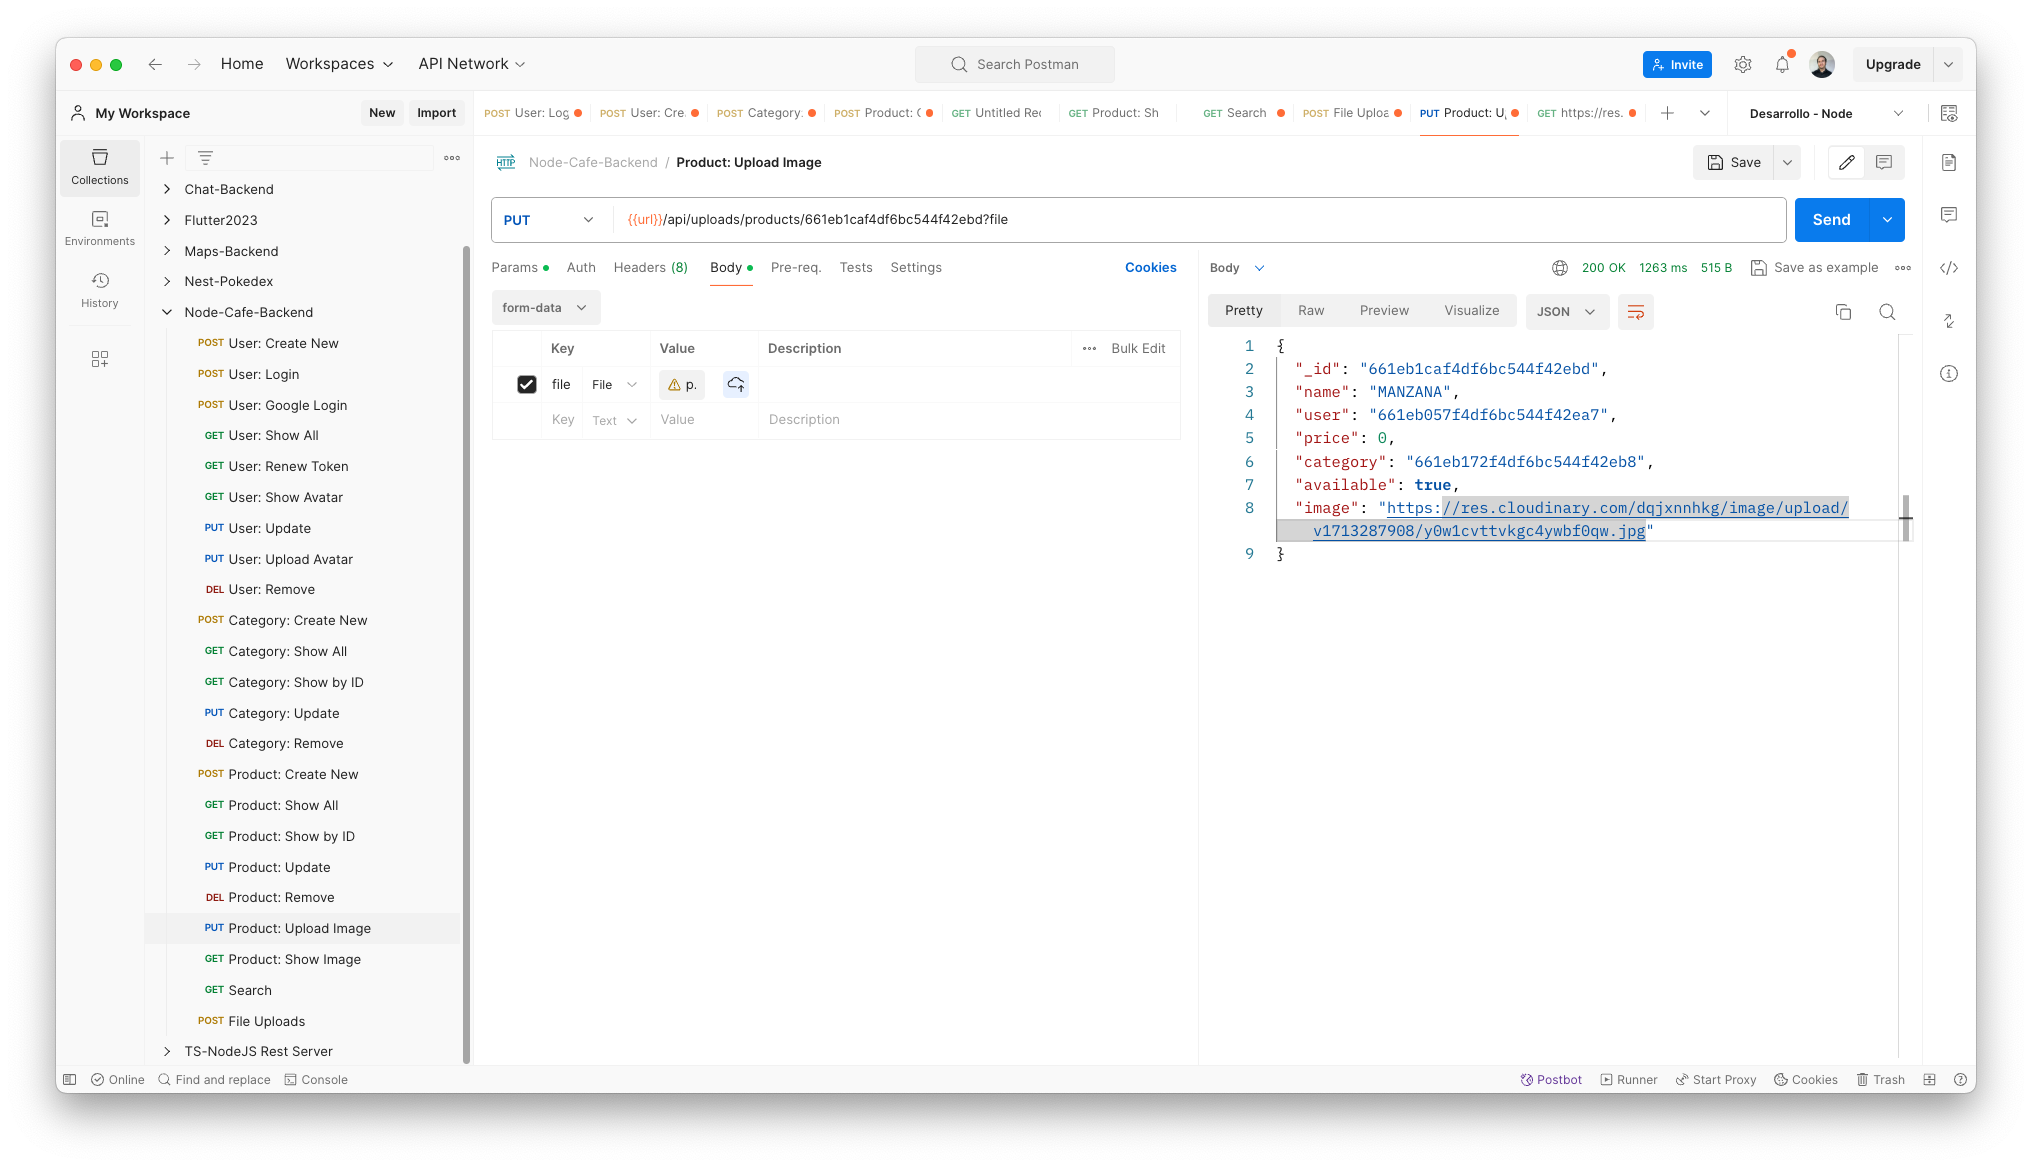 Home Workspaces API Network Search Postman Invite Upgrade
My Workspace New Import
POST User: Log POST User: Cre POST Category: POST Product: GET Untitled Rec GET Product: Sh GET Search POST File Uploa PUT Product: U GET https://res. Desarrollo - Node
Collections
Environments
History
Chat-Backend
Flutter2023
Maps-Backend
Nest-Pokedex
Node-Cafe-Backend
POST User: Create New
POST User: Login
POST User: Google Login
GET User: Show All
GET User: Renew Token
GET User: Show Avatar
PUT User: Update
PUT User: Upload Avatar
DEL User: Remove
POST Category: Create New
GET Category: Show All
GET Category: Show by ID
PUT Category: Update
DEL Category: Remove
POST Product: Create New
GET Product: Show All
GET Product: Show by ID
PUT Product: Update
DEL Product: Remove
PUT Product: Upload Image
GET Product: Show Image
GET Search
POST File Uploads
TS-NodeJS Rest Server
HTTP Node-Cafe-Backend / Product: Upload Image Save
PUT {{url}}/api/uploads/products/661eb1caf4df6bc544f42ebd?file Send
Params Auth Headers (8) Body Pre-req. Tests Settings Cookies
form-data
Key Value Description Bulk Edit
file File p.
Key Text Value Description
Body 200 OK 1263 ms 515 B Save as example
Pretty Raw Preview Visualize JSON
1 {
2 "_id": "661eb1caf4df6bc544f42ebd",
3 "name": "MANZANA",
4 "user": "661eb057f4df6bc544f42ea7",
5 "price": 0,
6 "category": "661eb172f4df6bc544f42eb8",
7 "available": true,
8 "image": "https://res.cloudinary.com/dqjxnnhkg/image/upload/
v1713287908/y0w1cvttvkgc4ywbf0qw.jpg"
9 }
Online Find and replace Console Postbot Runner Start Proxy Cookies Trash